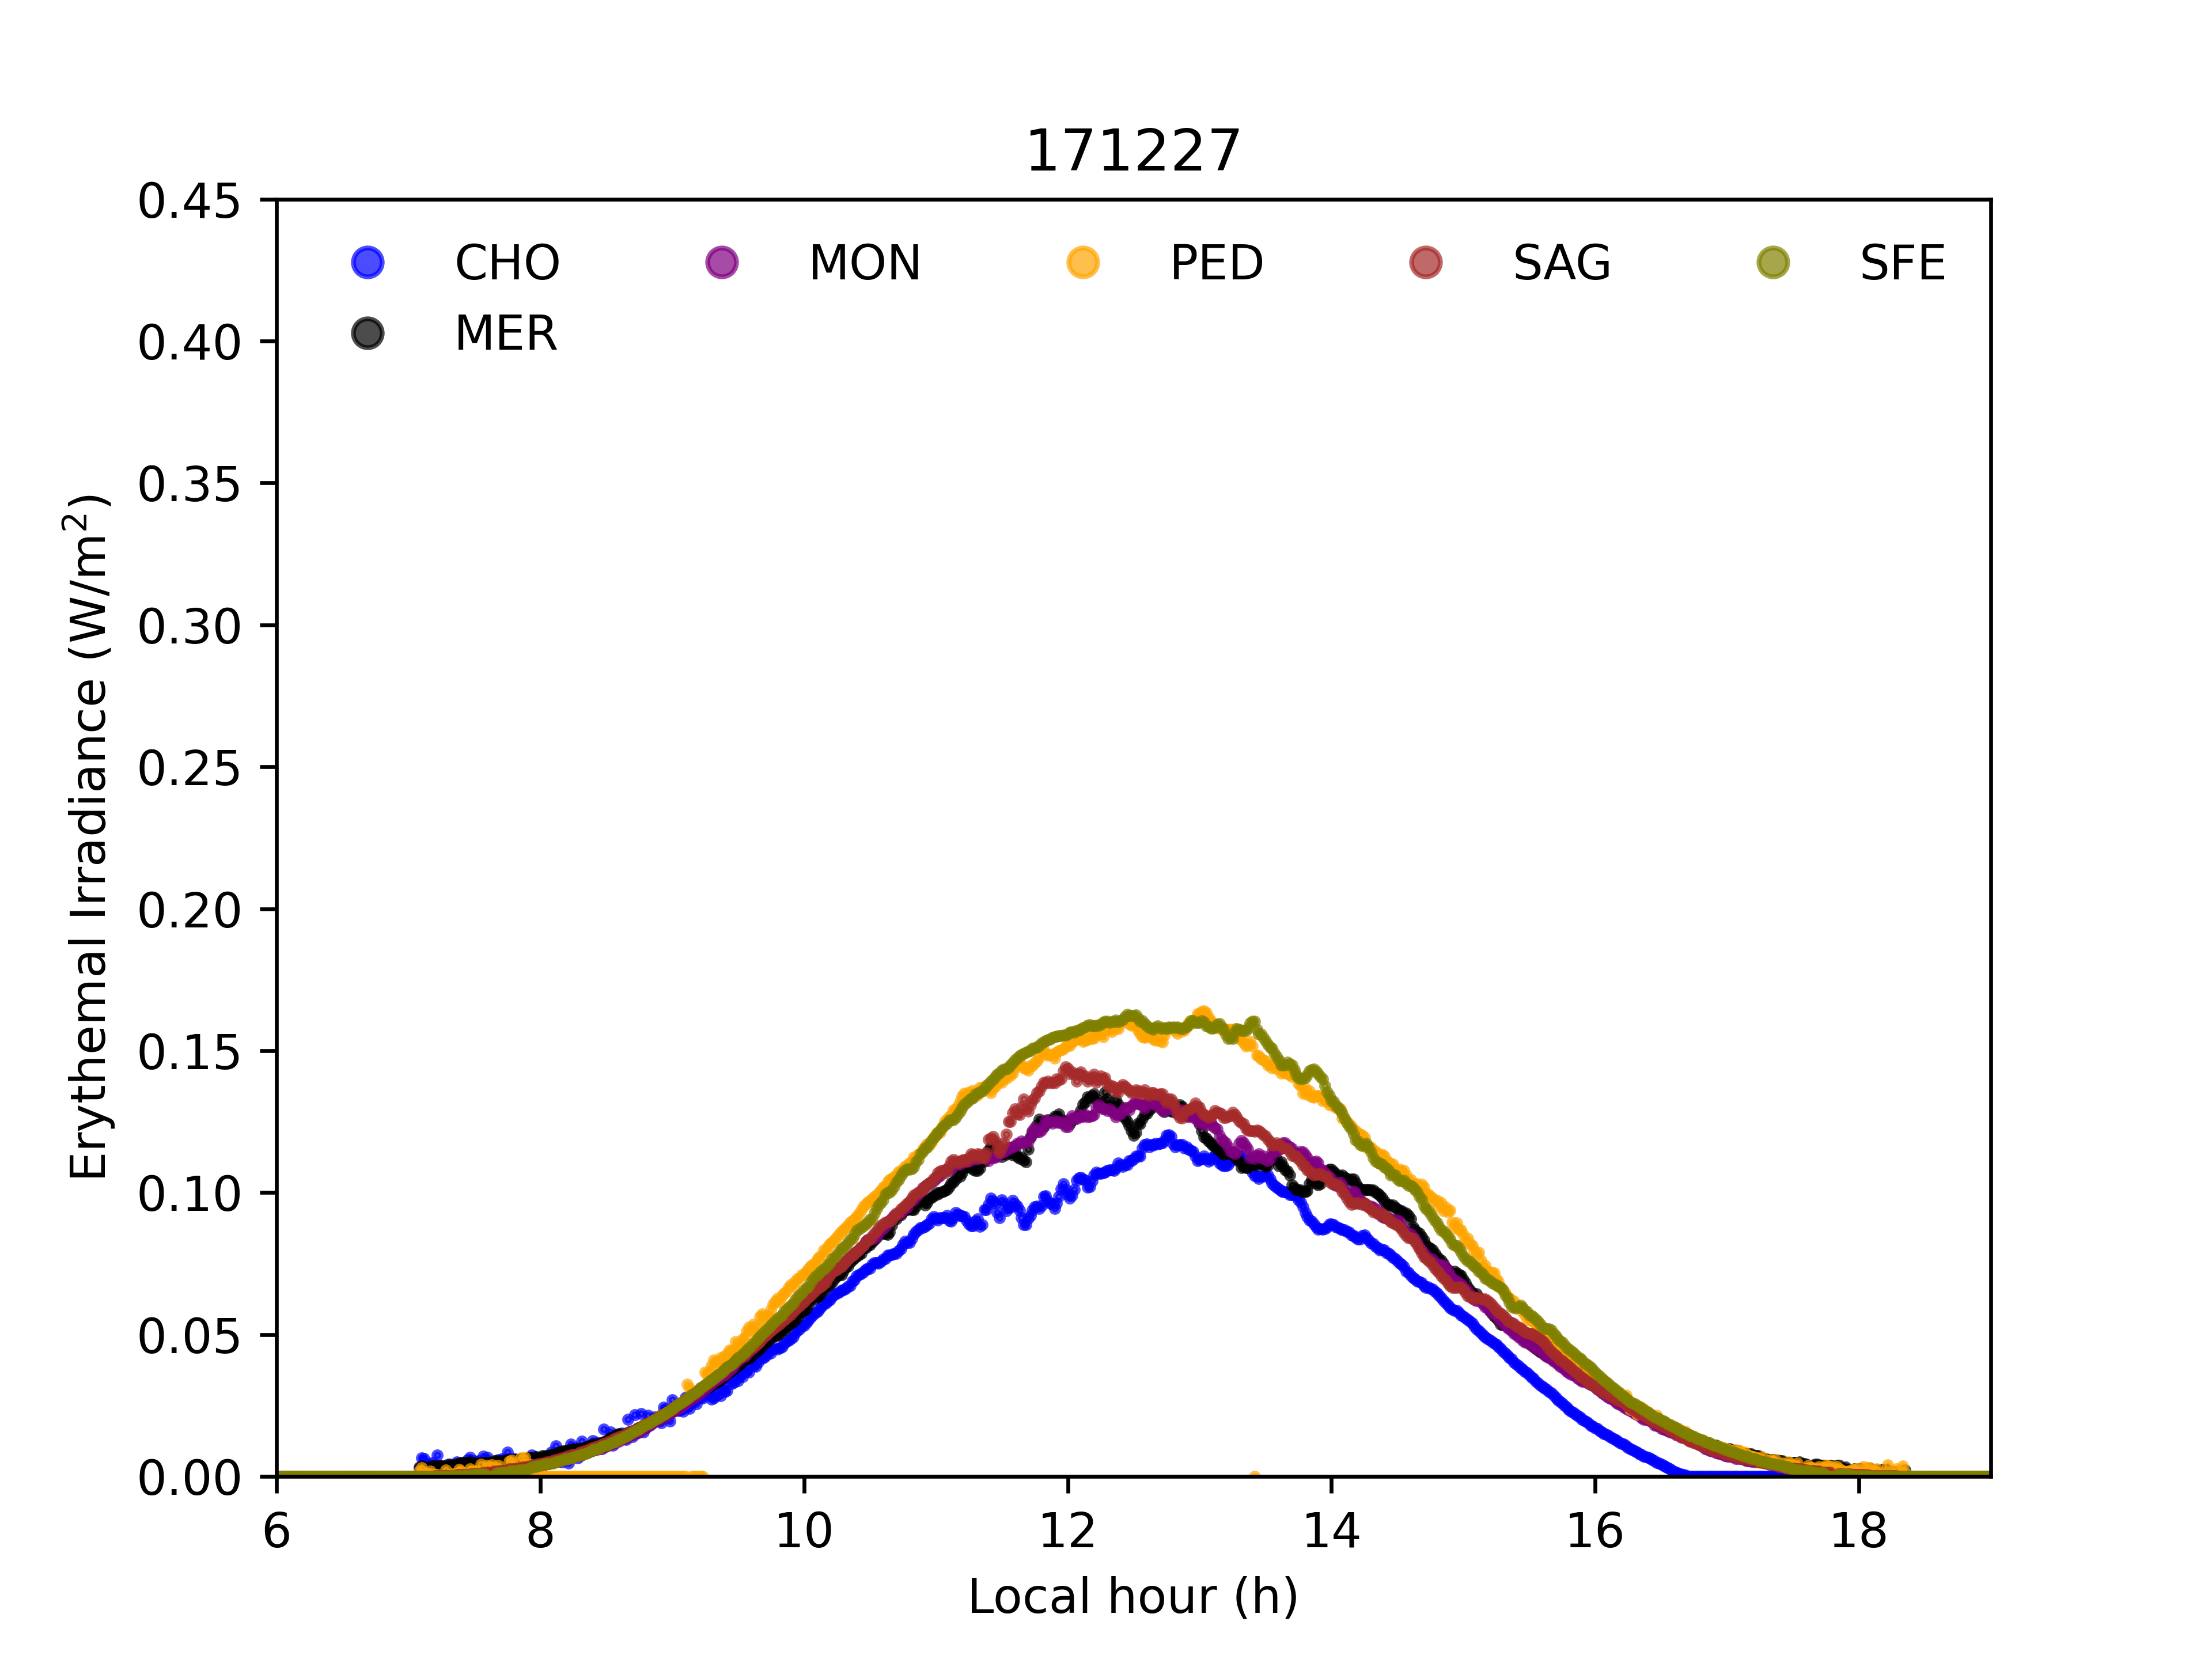 171227
0.45
0.40
0.35
0.30
0.25
0.20
0.15
0.10
0.05
0.00
Erythemal Irradiance (W/m²)
CHO MON PED SAG SFE
MER
6 8 10 12 14 16 18
Local hour (h)